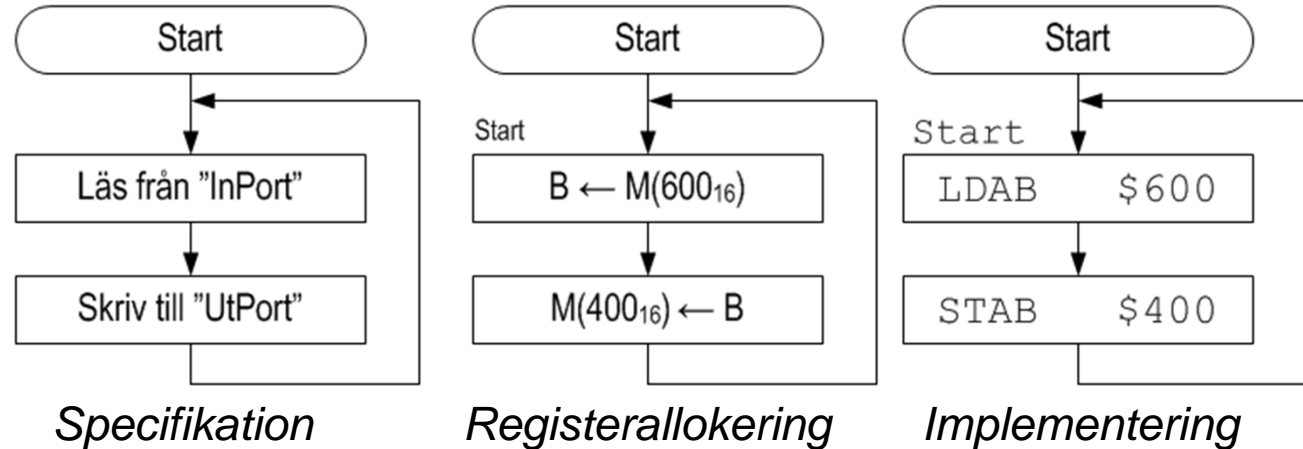 Start
Läs från ”InPort”
Skriv till ”UtPort”
Specifikation
Start
Start
B ← M(600₁₆)
M(400₁₆) ← B
Registerallokering
Start
Start
LDAB $600
STAB $400
Implementering